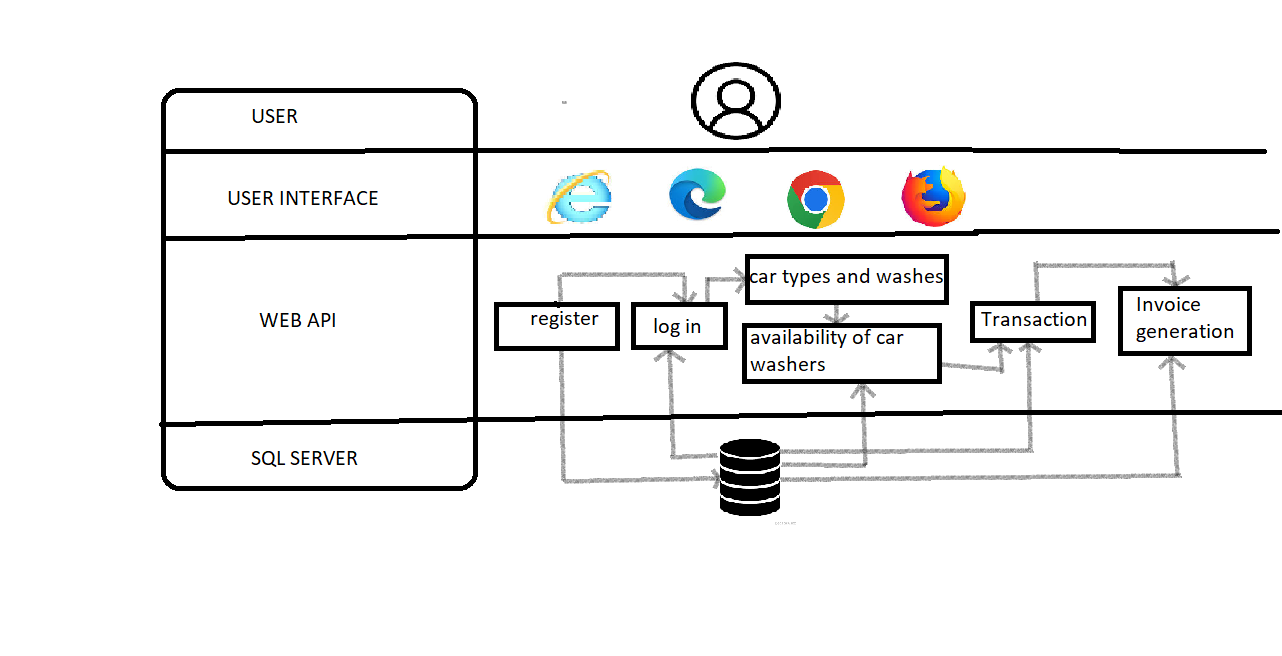 USER
USER INTERFACE
WEB API
SQL SERVER
register
log in
car types and washes
availability of car
washers
Transaction
Invoice
generation